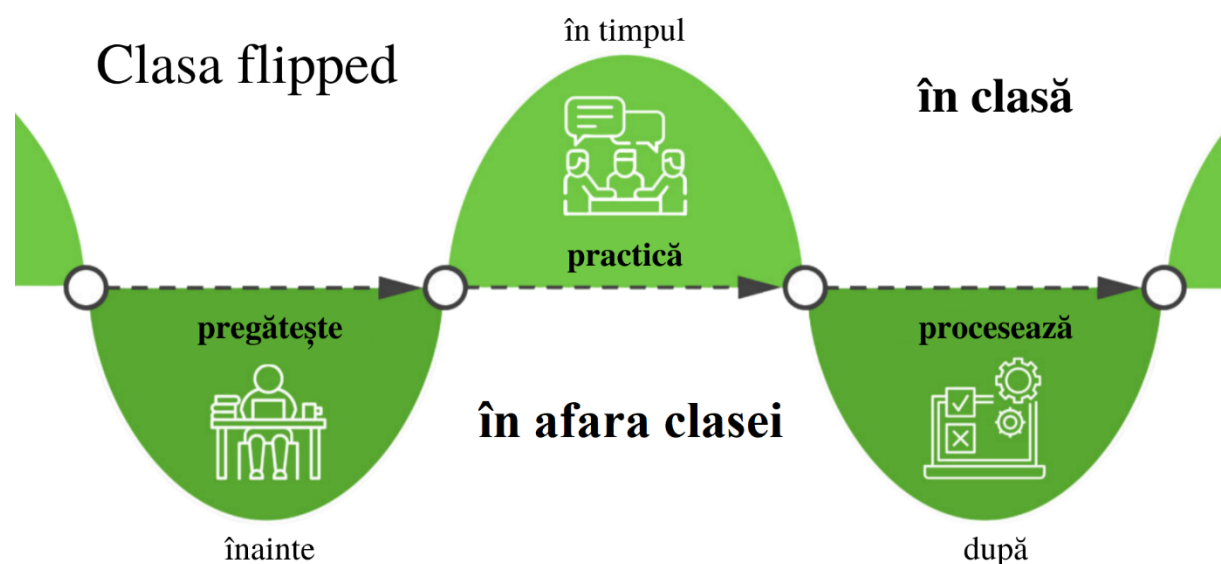 Clasa flipped
în timpul
în clasă
practică
pregătește
procesează
în afara clasei
înainte
după